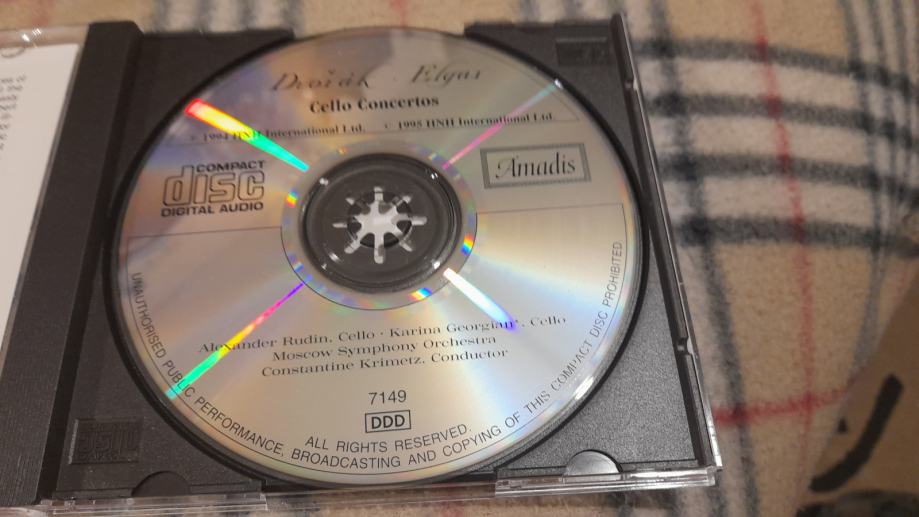 Dvořák · Elgar
Cello Concertos
℗ 1994 HNH International Ltd. © 1995 HNH International Ltd.
COMPACT
disc
DIGITAL AUDIO
Amadis
Alexander Rudin, Cello · Karina Georgian*, Cello
Moscow Symphony Orchestra
Constantine Krimetz, Conductor
7149
DDD
ALL RIGHTS RESERVED.
UNAUTHORISED PUBLIC PERFORMANCE, BROADCASTING AND COPYING OF THIS COMPACT DISC PROHIBITED